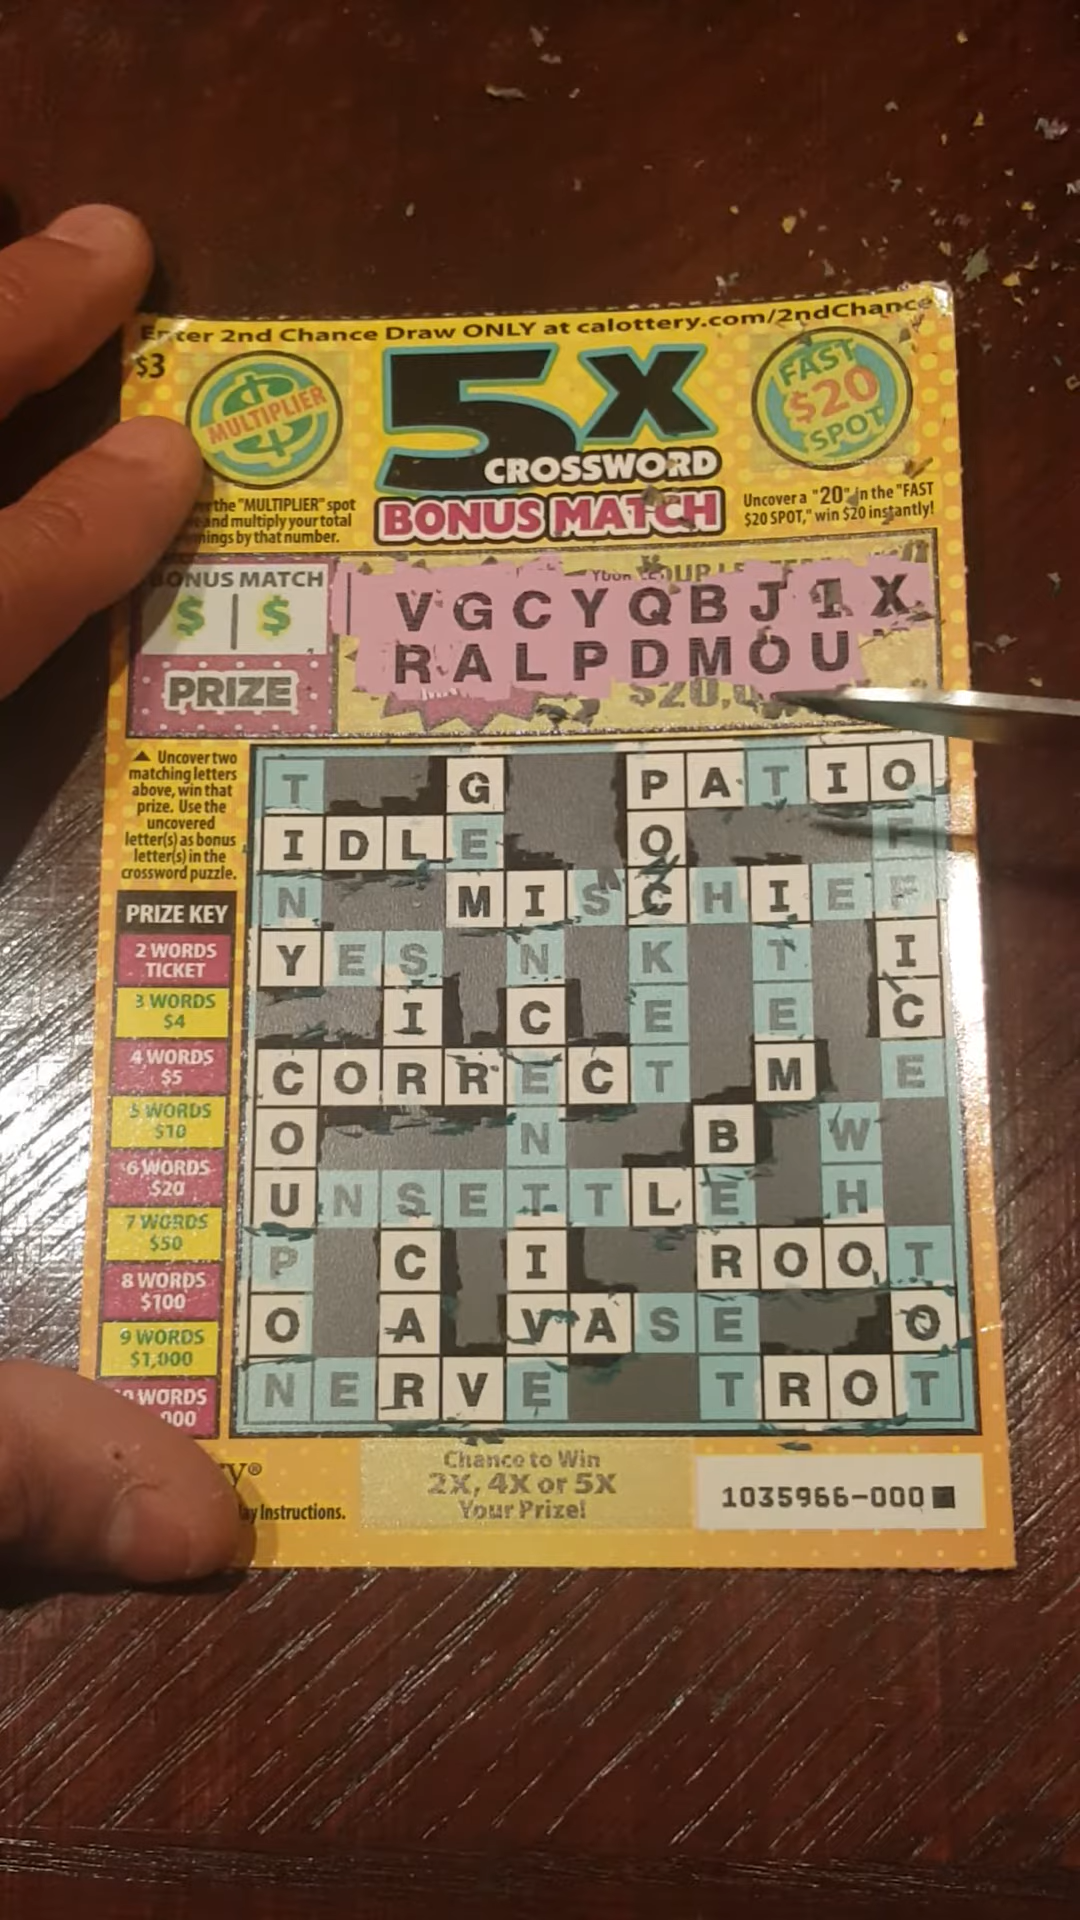 Enter 2nd Chance Draw ONLY at calottery.com/2ndChance
$3
MULTIPLIER
5X
CROSSWORD
BONUS MATCH
FAST
$20
SPOT
the "MULTIPLIER" spot
and multiply your total
by that number.
Uncover a "20" in the "FAST
$20 SPOT," win $20 instantly!
BONUS MATCH
$ | $
PRIZE
YOUR
V G C Y Q B J I X
R A L P D M O U
▲ Uncover two
matching letters
above, win that
prize. Use the
uncovered
letter(s) as bonus
letter(s) in the
crossword puzzle.
PRIZE KEY
2 WORDS
TICKET
3 WORDS
$4
4 WORDS
$5
5 WORDS
$10
6 WORDS
$20
7 WORDS
$50
8 WORDS
$100
9 WORDS
$1,000
WORDS
T G P A T I O
I D L E O F
N M I S C H I E F
Y E S N K T I
I C E E C
C O R R E C T M E
O N B W
U N S E T T L E H
P C I R O O T
O A V A S E O
N E R V E T R O T
Instructions.
Chance to Win
2X, 4X or 5X
Your Prize!
1035966-000